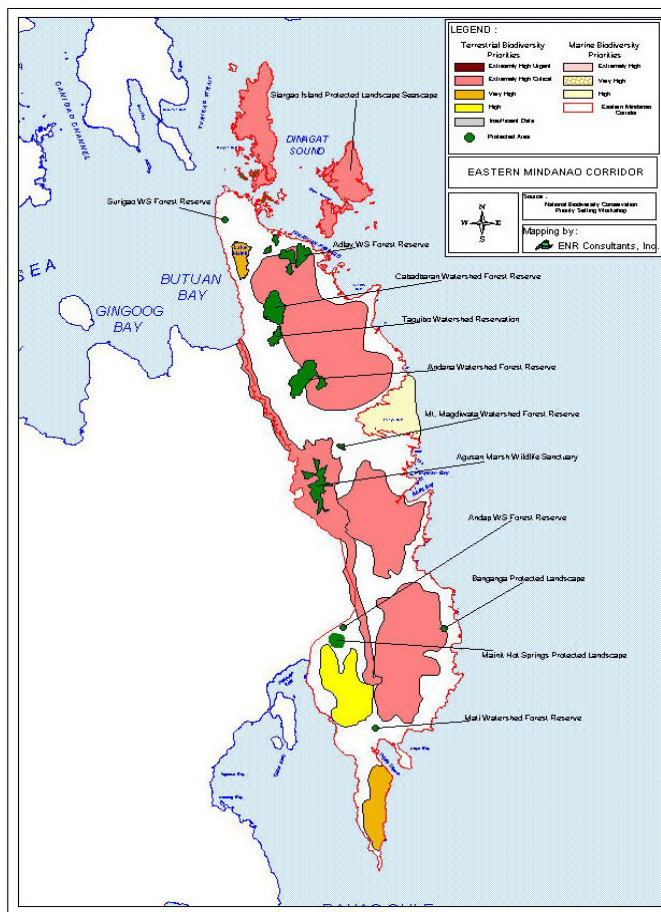 LEGEND :
Terrestrial Biodiversity
Priorities
Marine Biodiversity
Priorities
Extremely High Urgent
Extremely High Critical
Very High
High
Insufficient Data
Protected Area
Extremely High
Very High
High
Eastern Mindanao
Corridor
EASTERN MINDANAO CORRIDOR
N
W E
S
Source :
National Biodiversity Conservation
Priority Setting Workshop
Mapping by :
ENR Consultants, Inc.
CANIGAO CHANNEL
SURIGAO STRAIT
Siargao Island Protected Landscape Seascape
DINAGAT
SOUND
Surigao WS Forest Reserve
Adlay WS Forest Reserve
BUTUAN
BAY
Cabadbaran Watershed Forest Reserve
SEA
GINGOOG
BAY
Taguibo Watershed Reservation
Andana Watershed Forest Reserve
Mt. Magdiwata Watershed Forest Reserve
Agusan Marsh Wildlife Sanctuary
Andap WS Forest Reserve
Banganga Protected Landscape
Mainit Hot Springs Protected Landscape
Mati Watershed Forest Reserve
DAVAO GULF